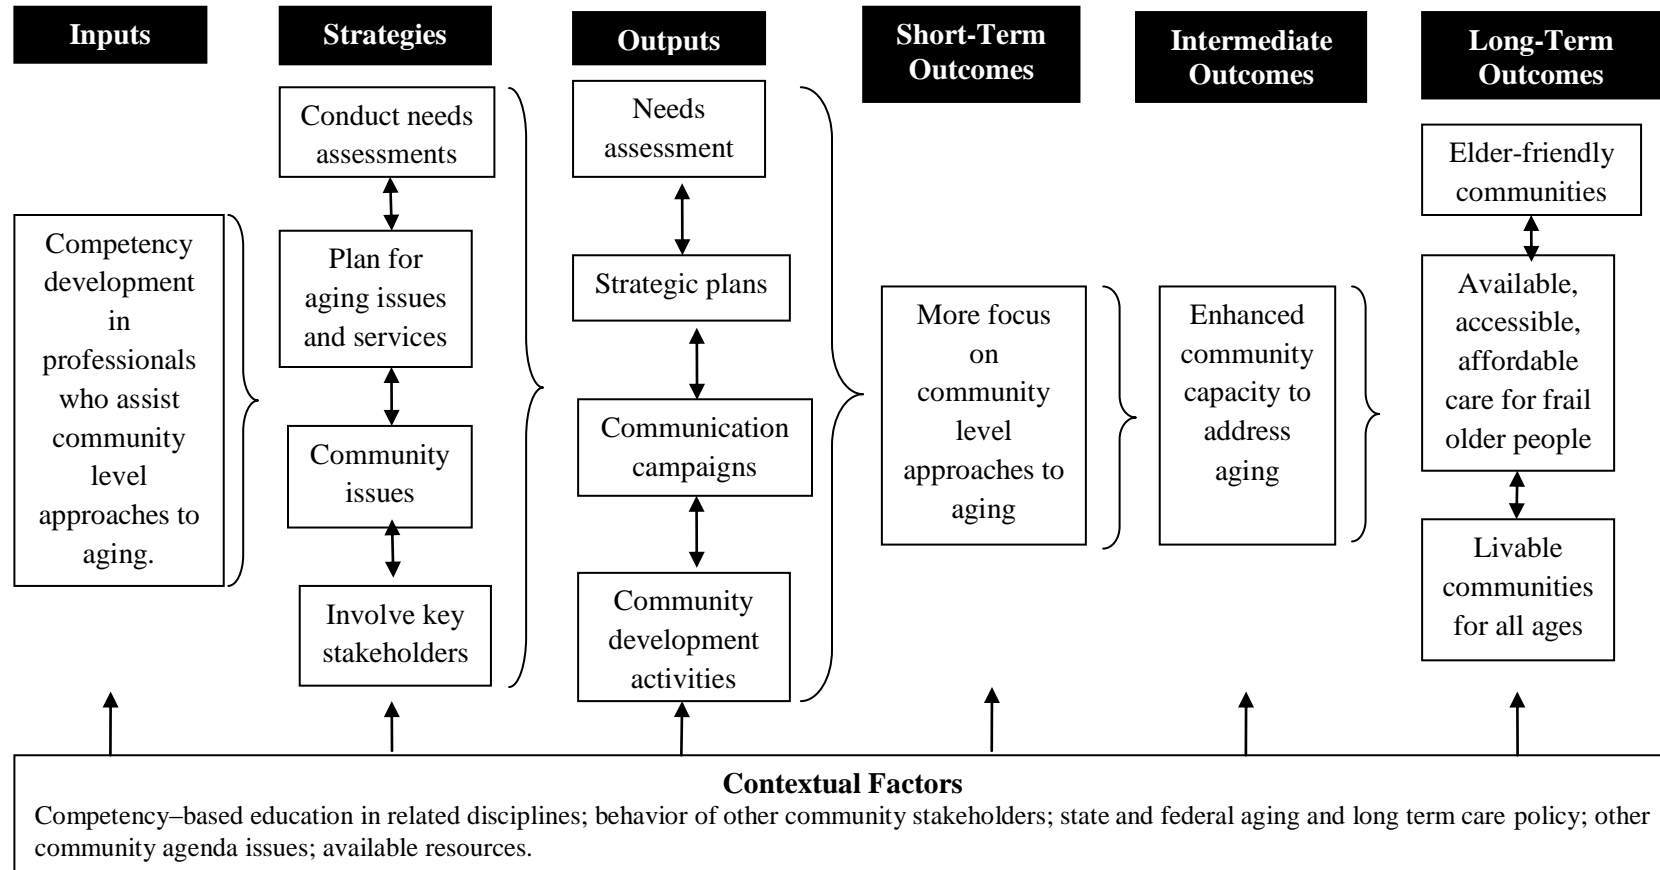 Inputs
Strategies
Outputs
Short-Term
Outcomes
Intermediate
Outcomes
Long-Term
Outcomes
Competency
development
in
professionals
who assist
community
level
approaches to
aging.
Conduct needs
assessments
Plan for
aging issues
and services
Community
issues
Involve key
stakeholders
Needs
assessment
Strategic plans
Communication
campaigns
Community
development
activities
More focus
on
community
level
approaches to
aging
Enhanced
community
capacity to
address
aging
Elder-friendly
communities
Available,
accessible,
affordable
care for frail
older people
Livable
communities
for all ages
Contextual Factors
Competency–based education in related disciplines; behavior of other community stakeholders; state and federal aging and long term care policy; other
community agenda issues; available resources.